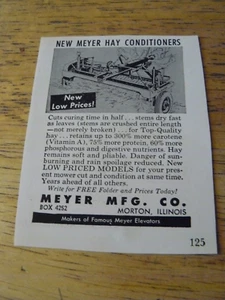 NEW MEYER HAY CONDITIONERS
New
Low Prices!
Cuts curing time in half . . . stems dry fast
as leaves (stems are crushed entire length
—not merely broken) . . . for Top-Quality
hay . . . retains up to 300% more carotene
(Vitamin A), 75% more protein, 60% more
phosphorous and digestive nutrients. Hay
remains soft and pliable. Danger of sun-
burning and rain spoilage reduced. New
LOW PRICED MODELS for your pres-
ent mower cut and condition at same time.
Years ahead of all others.
Write for FREE Folder and Prices Today!
MEYER MFG. CO.
BOX 4252 MORTON, ILLINOIS
Makers of Famous Meyer Elevators
125